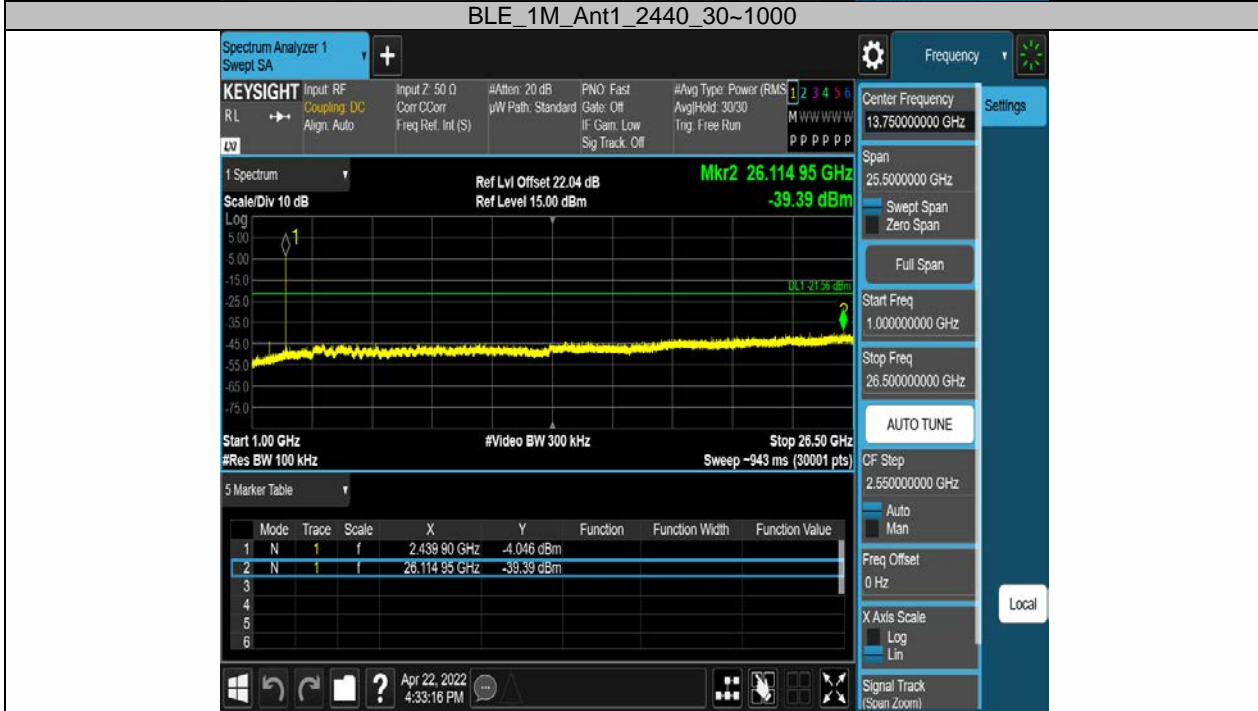 BLE_1M_Ant1_2440_30~1000
Spectrum Analyzer 1
Swept SA
+
Frequency
KEYSIGHT
RL
LXI
Input: RF
Coupling: DC
Align: Auto
Input Z: 50 Ω
Corr CCorr
Freq Ref: Int (S)
#Atten: 20 dB
µW Path: Standard
PNO: Fast
Gate: Off
IF Gain: Low
Sig Track: Off
#Avg Type: Power (RMS
Avg|Hold: 30/30
Trig: Free Run
1 2 3 4 5 6
M W W W W W
P P P P P P
1 Spectrum
Scale/Div 10 dB
Ref Lvl Offset 22.04 dB
Ref Level 15.00 dBm
Mkr2 26.114 95 GHz
-39.39 dBm
Log
5.00
-5.00
-15.0
-25.0
-35.0
-45.0
-55.0
-65.0
-75.0
1
DL1 -21.56 dBm
2
Start 1.00 GHz
#Res BW 100 kHz
#Video BW 300 kHz
Stop 26.50 GHz
Sweep ~943 ms (30001 pts)
5 Marker Table
Mode Trace Scale X Y Function Function Width Function Value
1 N 1 f 2.439 90 GHz -4.046 dBm
2 N 1 f 26.114 95 GHz -39.39 dBm
3
4
5
6
Center Frequency
13.750000000 GHz
Settings
Span
25.5000000 GHz
Swept Span
Zero Span
Full Span
Start Freq
1.000000000 GHz
Stop Freq
26.500000000 GHz
AUTO TUNE
CF Step
2.550000000 GHz
Auto
Man
Freq Offset
0 Hz
X Axis Scale
Log
Lin
Signal Track
(Span Zoom)
Local
?
Apr 22, 2022
4:33:16 PM